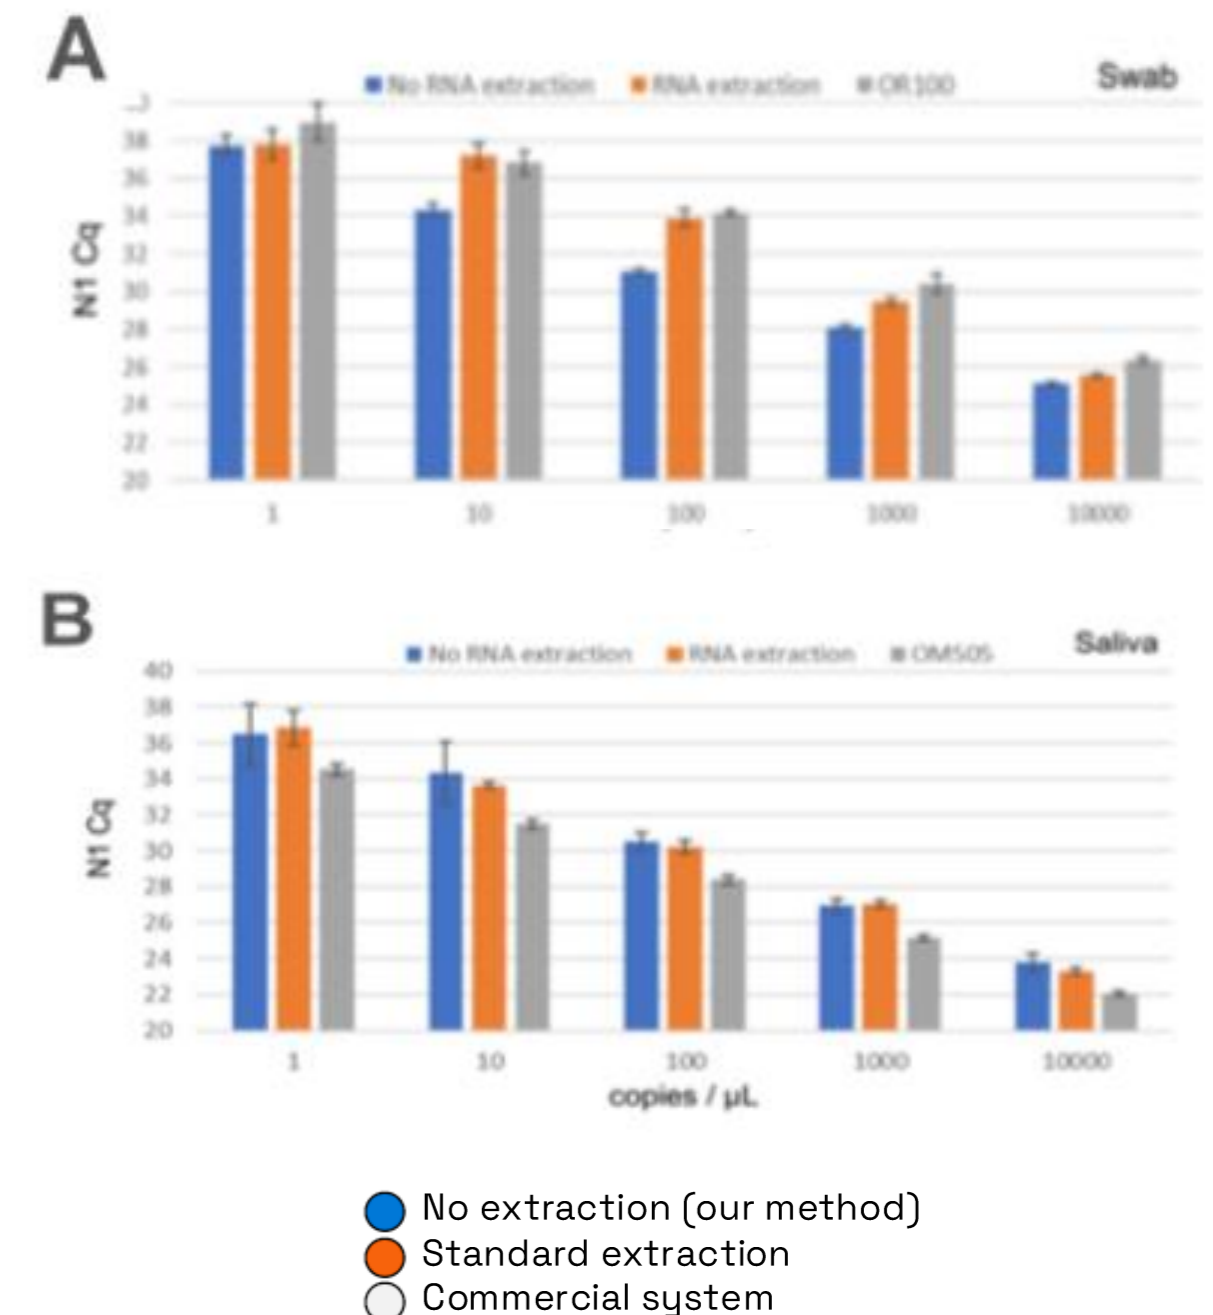 A
No RNA extraction RNA extraction OR100
Swab
38
36
34
32
30
28
26
24
22
20
N1 Cq
1 10 100 1000 10000
B
No RNA extraction RNA extraction OM505
Saliva
40
38
36
34
32
30
28
26
24
22
20
N1 Cq
1 10 100 1000 10000
copies / µL
No extraction (our method)
Standard extraction
Commercial system